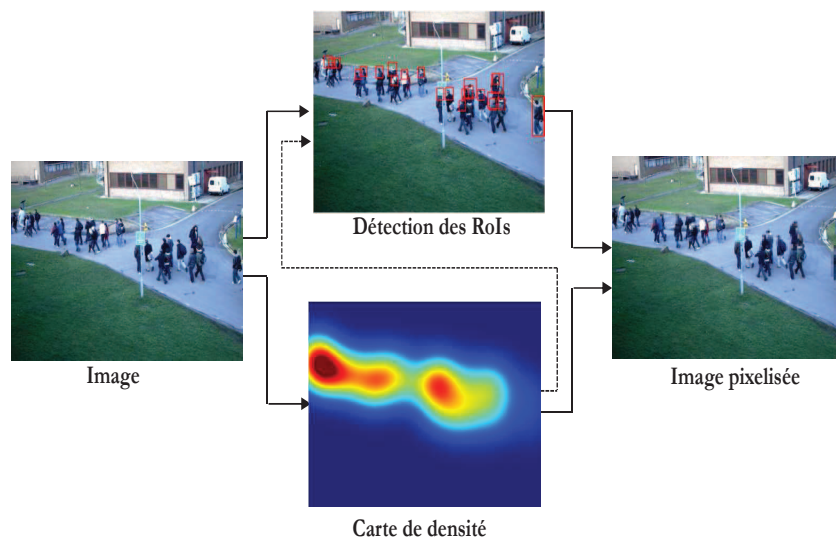 Détection des RoIs
Image
Image pixelisée
Carte de densité